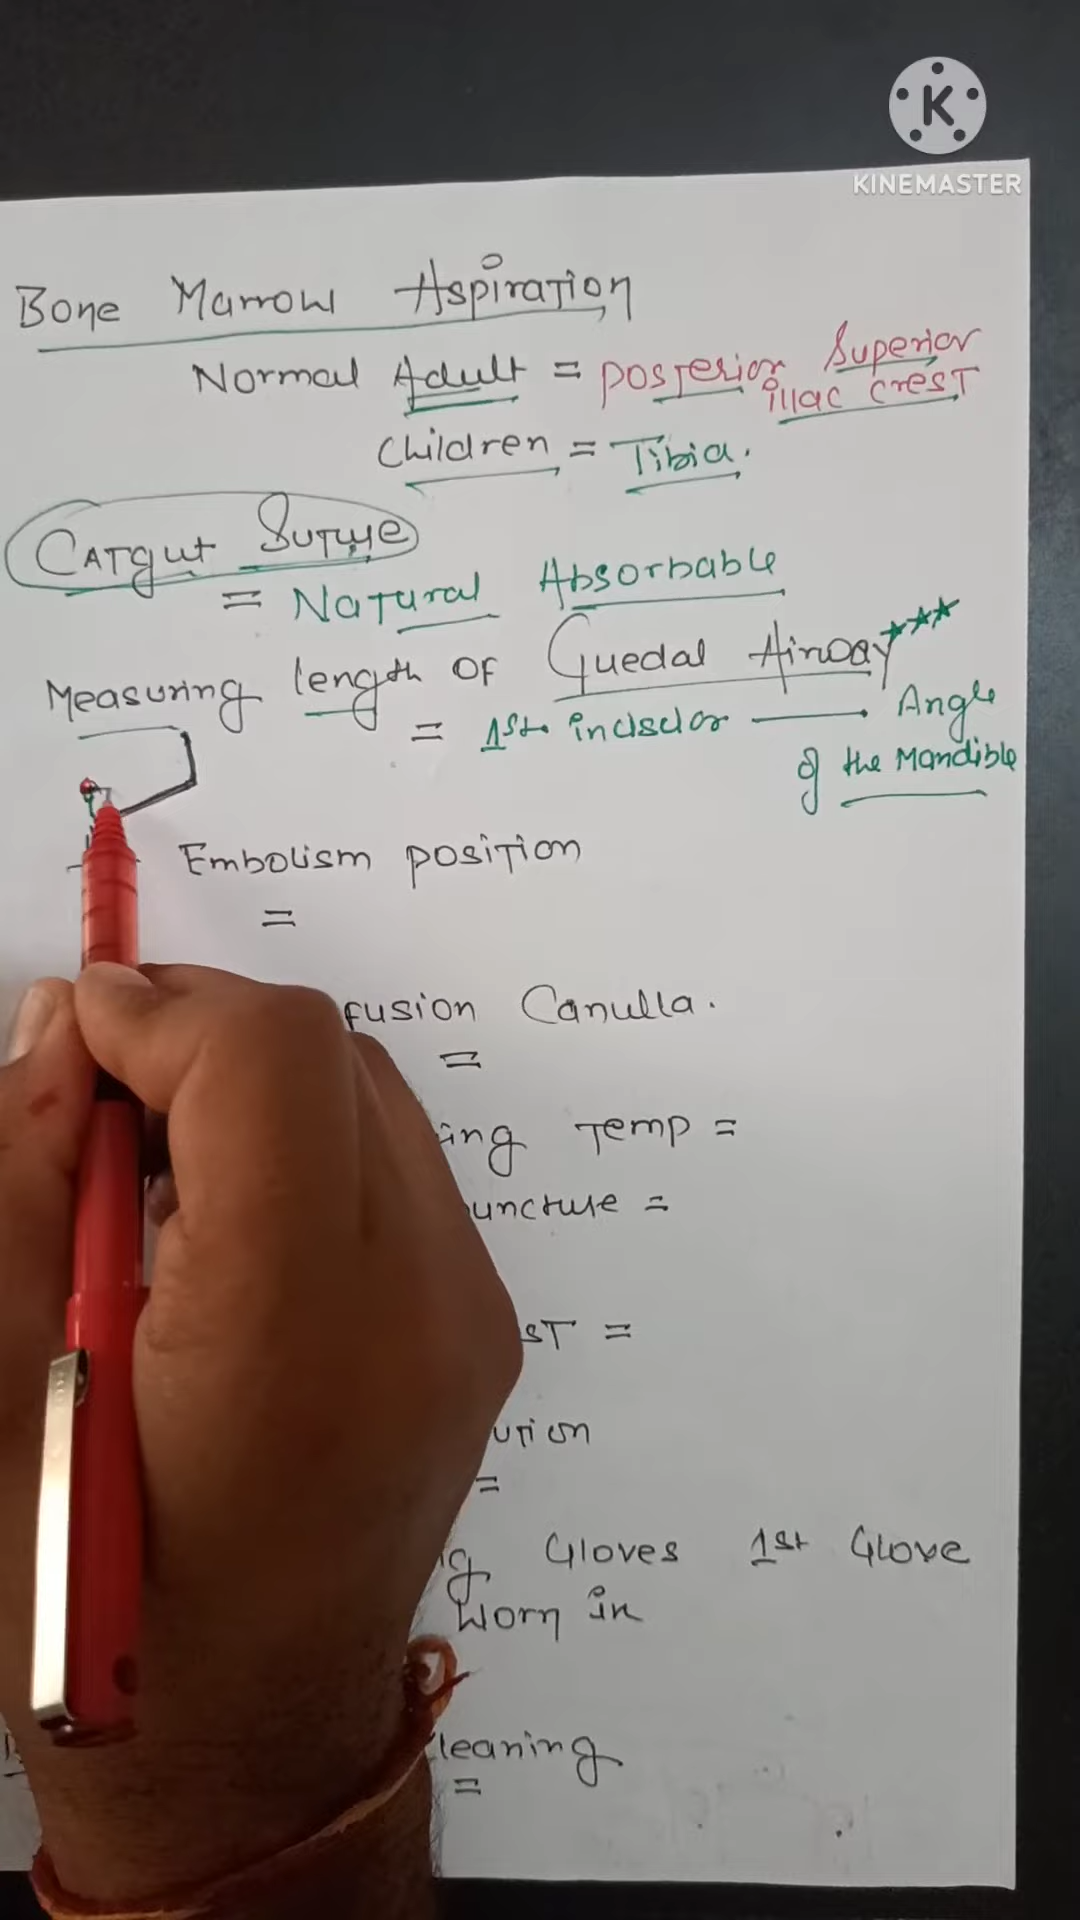 K
KINEMASTER
Bone Marrow Aspiration
Normal Adult = Posterior Superior
illac crest
Children = Tibia.
Catgut Suture
= Natural Absorbable
Measuring length of Guedal Airway ***
= 1st incisior — Angle
of the Mandible
Embolism position
=
fusion Canulla.
=
ing Temp =
uncture =
ST =
ution
=
g Gloves 1st Glove
Worn in
leaning
=